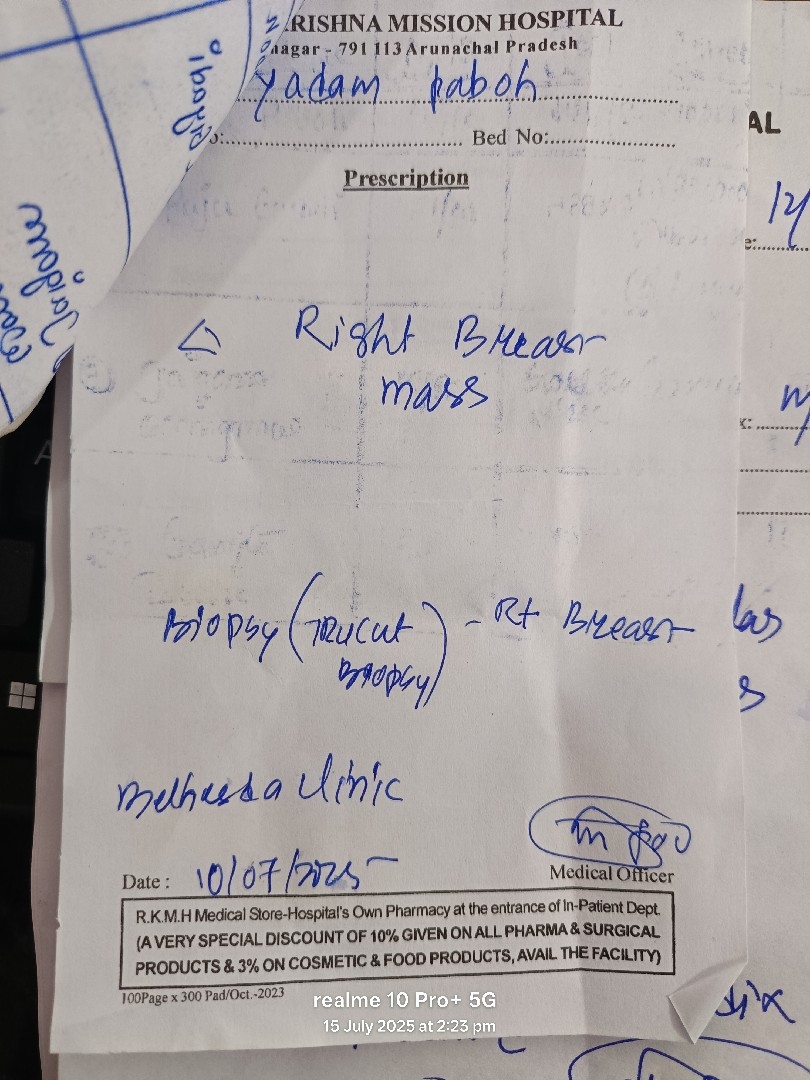 RISHNA MISSION HOSPITAL
nagar - 791 113 Arunachal Pradesh
yadam paboh
o:.......... Bed No:..........
Prescription
△ Right Breast
mass
Biopsy (Trucut Biopsy) - Rt Breast
clinic
Date : 10/07/2025
Medical Officer
R.K.M.H Medical Store-Hospital's Own Pharmacy at the entrance of In-Patient Dept.
(A VERY SPECIAL DISCOUNT OF 10% GIVEN ON ALL PHARMA & SURGICAL
PRODUCTS & 3% ON COSMETIC & FOOD PRODUCTS, AVAIL THE FACILITY)
100Page x 300 Pad/Oct.-2023
realme 10 Pro+ 5G
15 July 2025 at 2:23 pm
AL